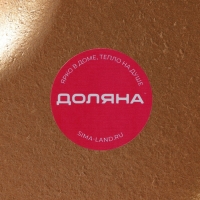 ЯРКО В ДОМЕ, ТЕПЛО НА ДУШЕ
ДОЛЯНА
SIMA-LAND.RU